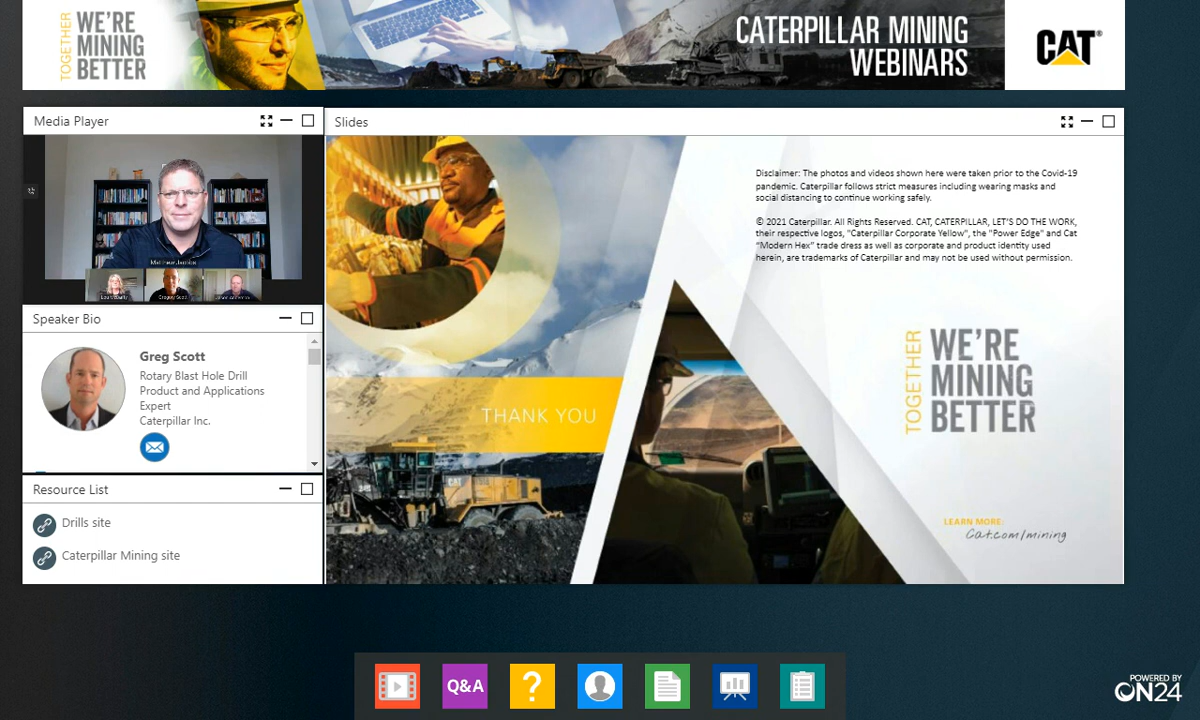 TOGETHER
WE'RE
MINING
BETTER
CATERPILLAR MINING
WEBINARS
CAT®
Media Player
Speaker Bio
Greg Scott
Rotary Blast Hole Drill
Product and Applications
Expert
Caterpillar Inc.
Resource List
Drills site
Caterpillar Mining site
Slides
Disclaimer: The photos and videos shown here were taken prior to the Covid-19
pandemic. Caterpillar follows strict measures including wearing masks and
social distancing to continue working safely.
© 2021 Caterpillar. All Rights Reserved. CAT, CATERPILLAR, LET'S DO THE WORK,
their respective logos, "Caterpillar Corporate Yellow", the "Power Edge" and Cat
"Modern Hex" trade dress as well as corporate and product identity used
herein, are trademarks of Caterpillar and may not be used without permission.
THANK YOU
CAT
TOGETHER
WE'RE
MINING
BETTER
LEARN MORE:
Cat.com/mining
Q&A
?
POWERED BY
ON24